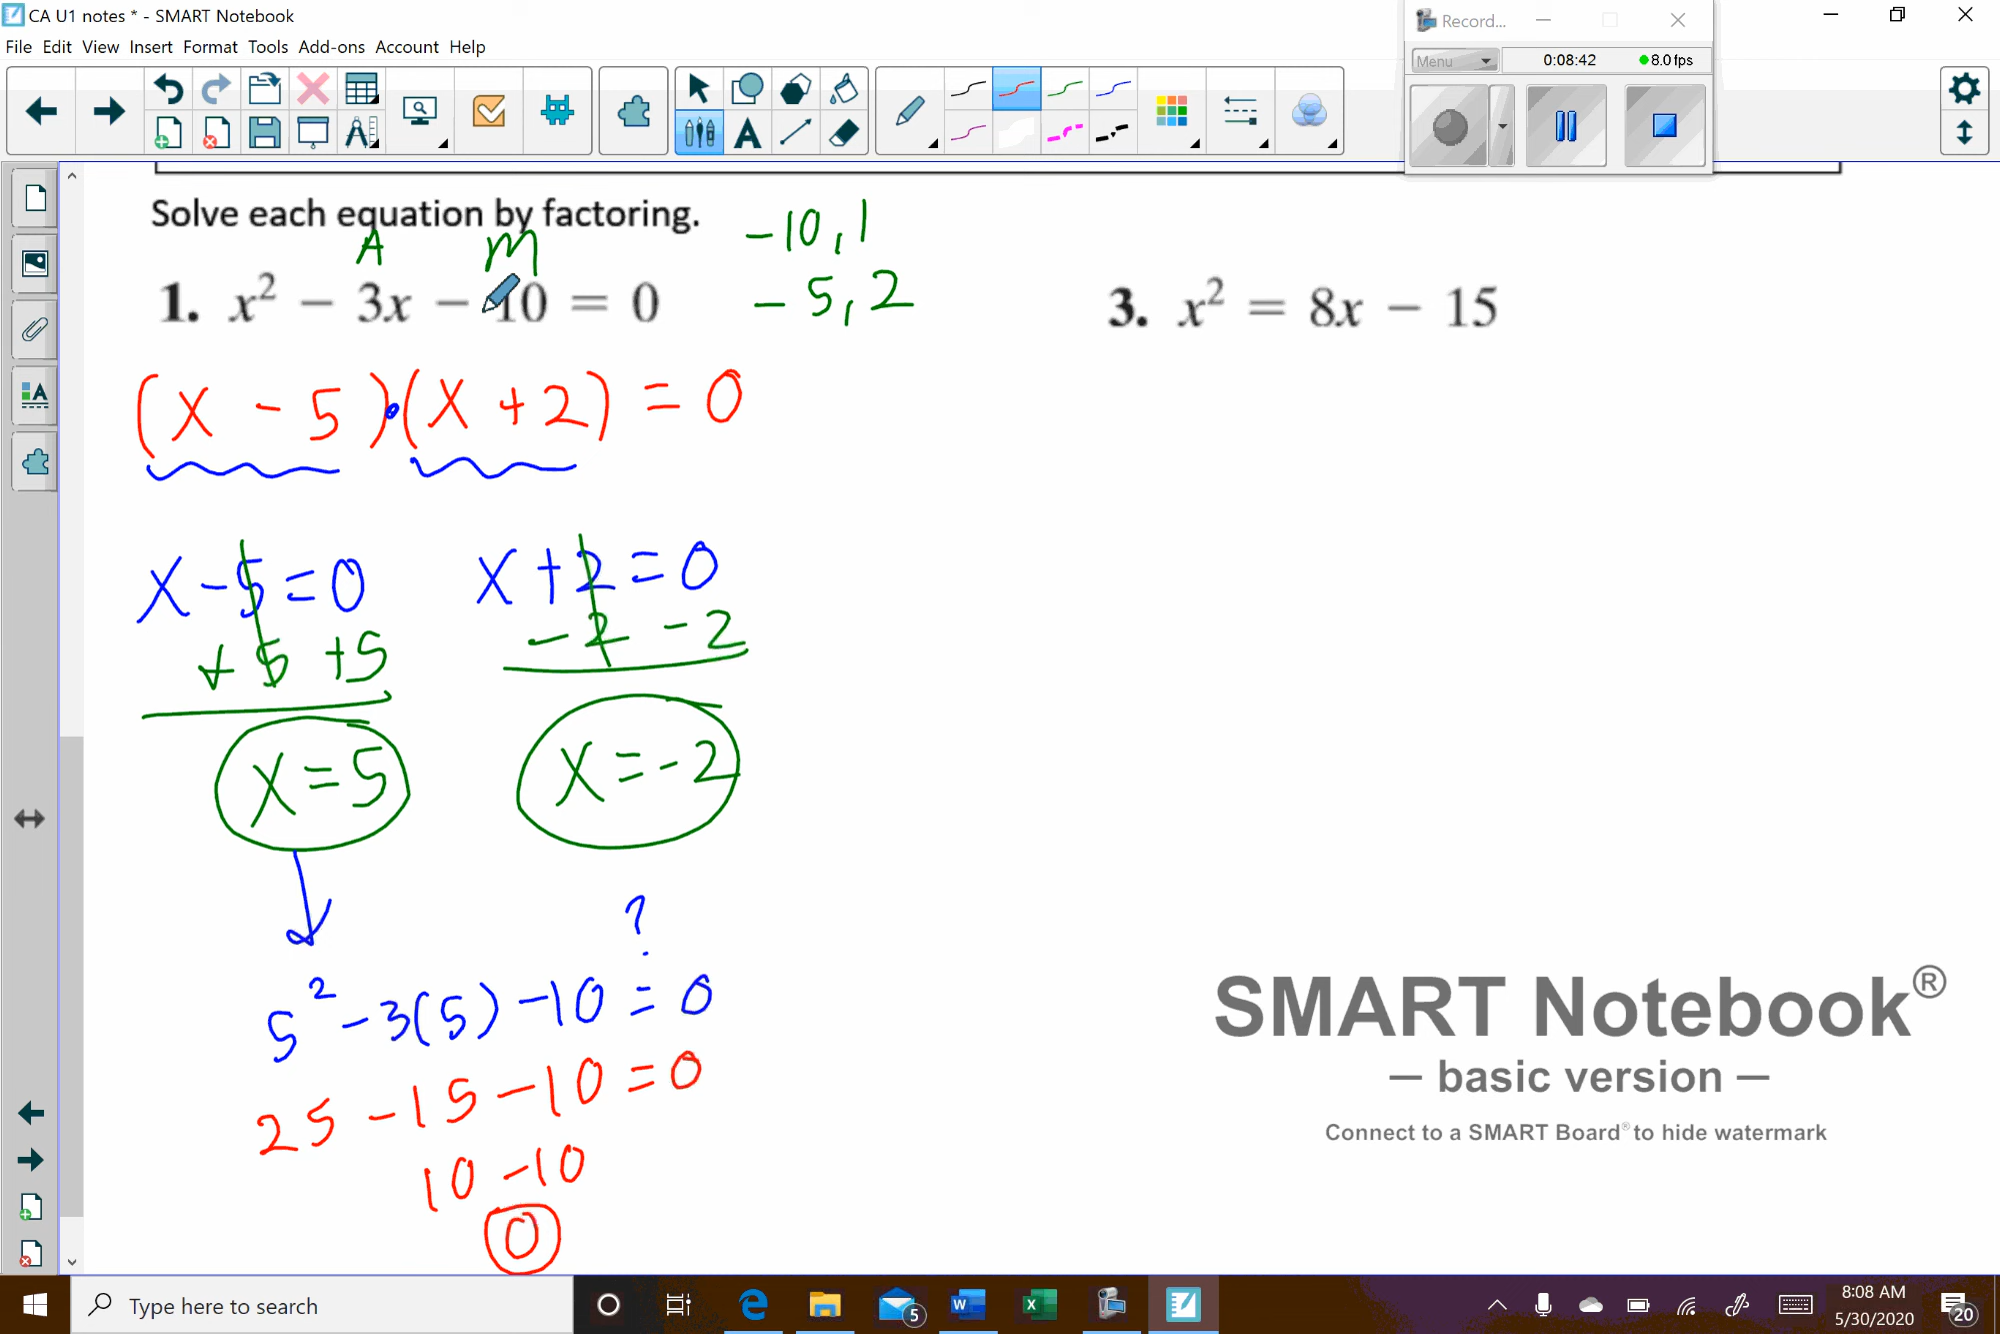 CA U1 notes * - SMART Notebook
File Edit View Insert Format Tools Add-ons Account Help
Record...
Menu 0:08:42 8.0 fps
Solve each equation by factoring.
A M
-10, 1
-5, 2
1. x² − 3x − 10 = 0
3. x² = 8x − 15
(x - 5)·(x + 2) = 0
x - 5 = 0 x + 2 = 0
+ 5 +5 - 2 - 2
x = 5 x = -2
?
5² - 3(5) - 10 = 0
25 - 15 - 10 = 0
10 - 10
0
SMART Notebook®
— basic version —
Connect to a SMART Board® to hide watermark
Type here to search
5
8:08 AM
5/30/2020
20